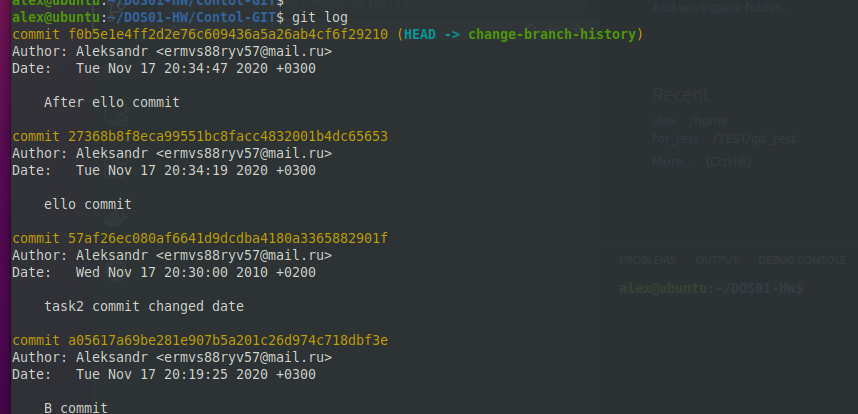 alex@ubuntu:~/DOS01-HW/Contol-GIT$
alex@ubuntu:~/DOS01-HW/Contol-GIT$ git log
commit f0b5e1e4ff2d2e76c609436a5a26ab4cf6f29210 (HEAD -> change-branch-history)
Author: Aleksandr <ermvs88ryv57@mail.ru>
Date:   Tue Nov 17 20:34:47 2020 +0300
After ello commit
commit 27368b8f8eca99551bc8facc4832001b4dc65653
Author: Aleksandr <ermvs88ryv57@mail.ru>
Date:   Tue Nov 17 20:34:19 2020 +0300
ello commit
commit 57af26ec080af6641d9dcdba4180a3365882901f
Author: Aleksandr <ermvs88ryv57@mail.ru>
Date:   Wed Nov 17 20:30:00 2010 +0200
task2 commit changed date
commit a05617a69be281e907b5a201c26d974c718dbf3e
Author: Aleksandr <ermvs88ryv57@mail.ru>
Date:   Tue Nov 17 20:19:25 2020 +0300
B commit
Add workspace folder...
Recent
alex /home
for_test /TEST/git_test
More... (Ctrl+R)
PROBLEMS OUTPUT DEBUG CONSOLE
alex@ubuntu:~/DOS01-HW$